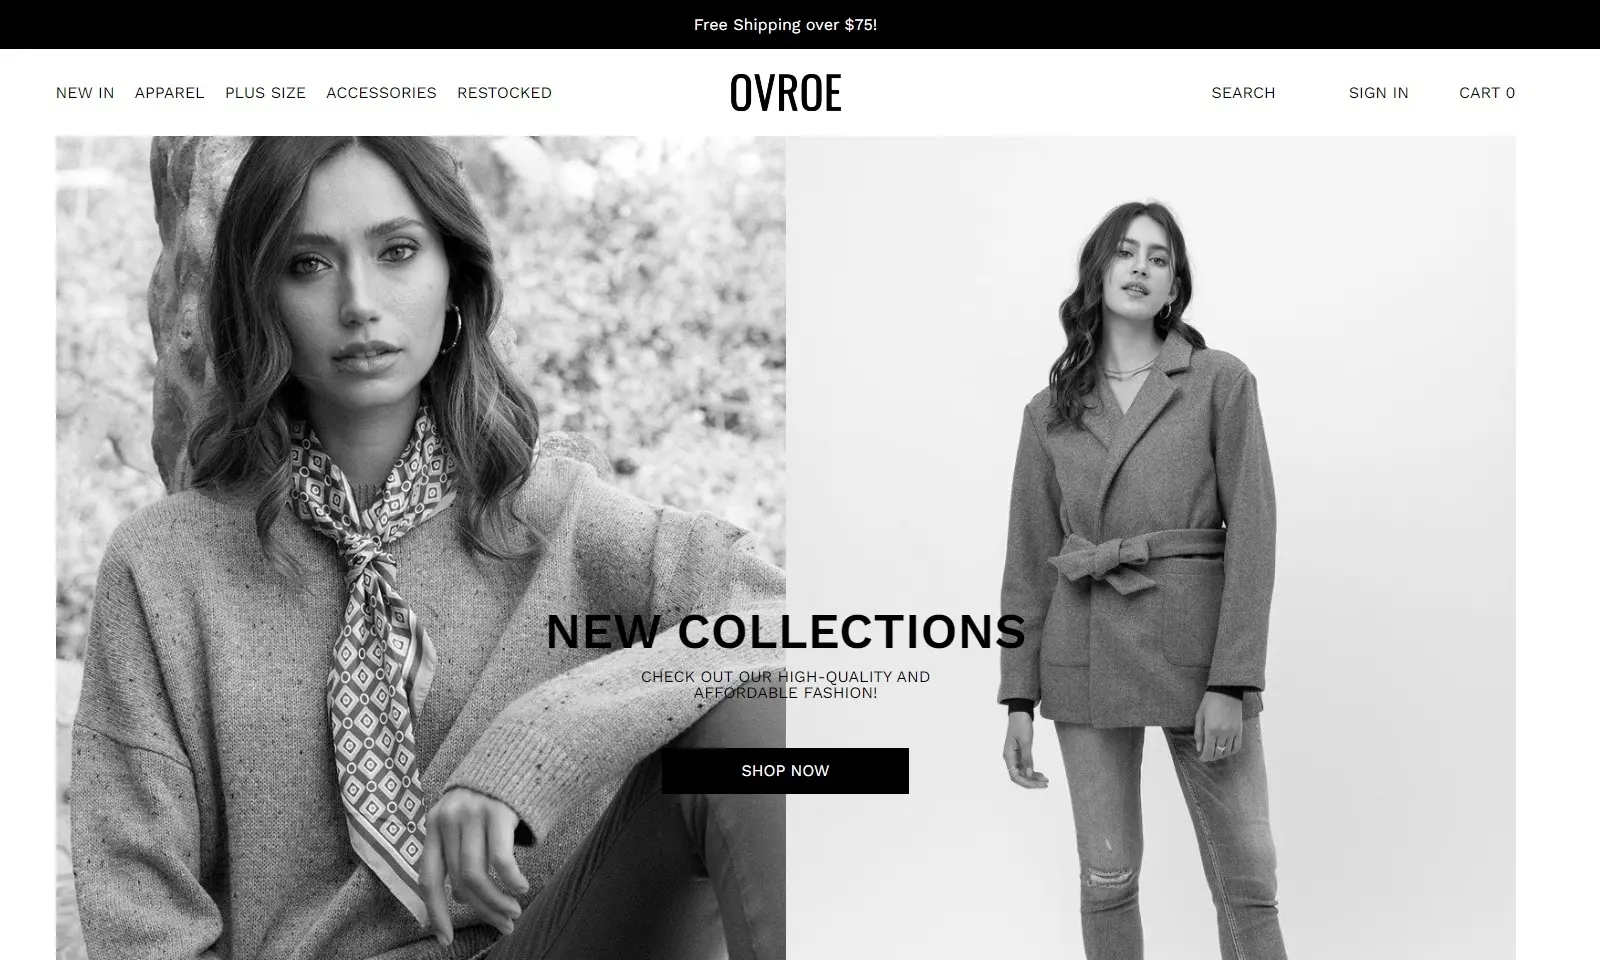 Free Shipping over $75!
NEW IN APPAREL PLUS SIZE ACCESSORIES RESTOCKED OVROE SEARCH SIGN IN CART 0
NEW COLLECTIONS
CHECK OUT OUR HIGH-QUALITY AND
AFFORDABLE FASHION!
SHOP NOW